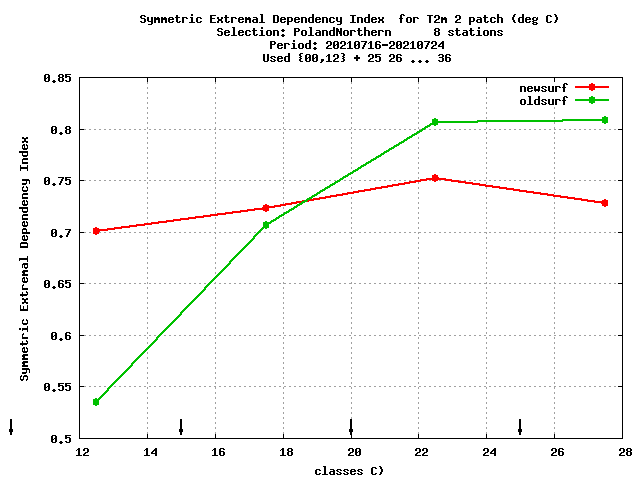 Symmetric Extremal Dependency Index  for T2m 2 patch (deg C)
Selection: PolandNorthern      8 stations
Period: 20210716-20210724
Used {00,12} + 25 26 ... 36
newsurf
oldsurf
Symmetric Extremal Dependency Index
0.85
0.8
0.75
0.7
0.65
0.6
0.55
0.5
12 14 16 18 20 22 24 26 28
classes C)